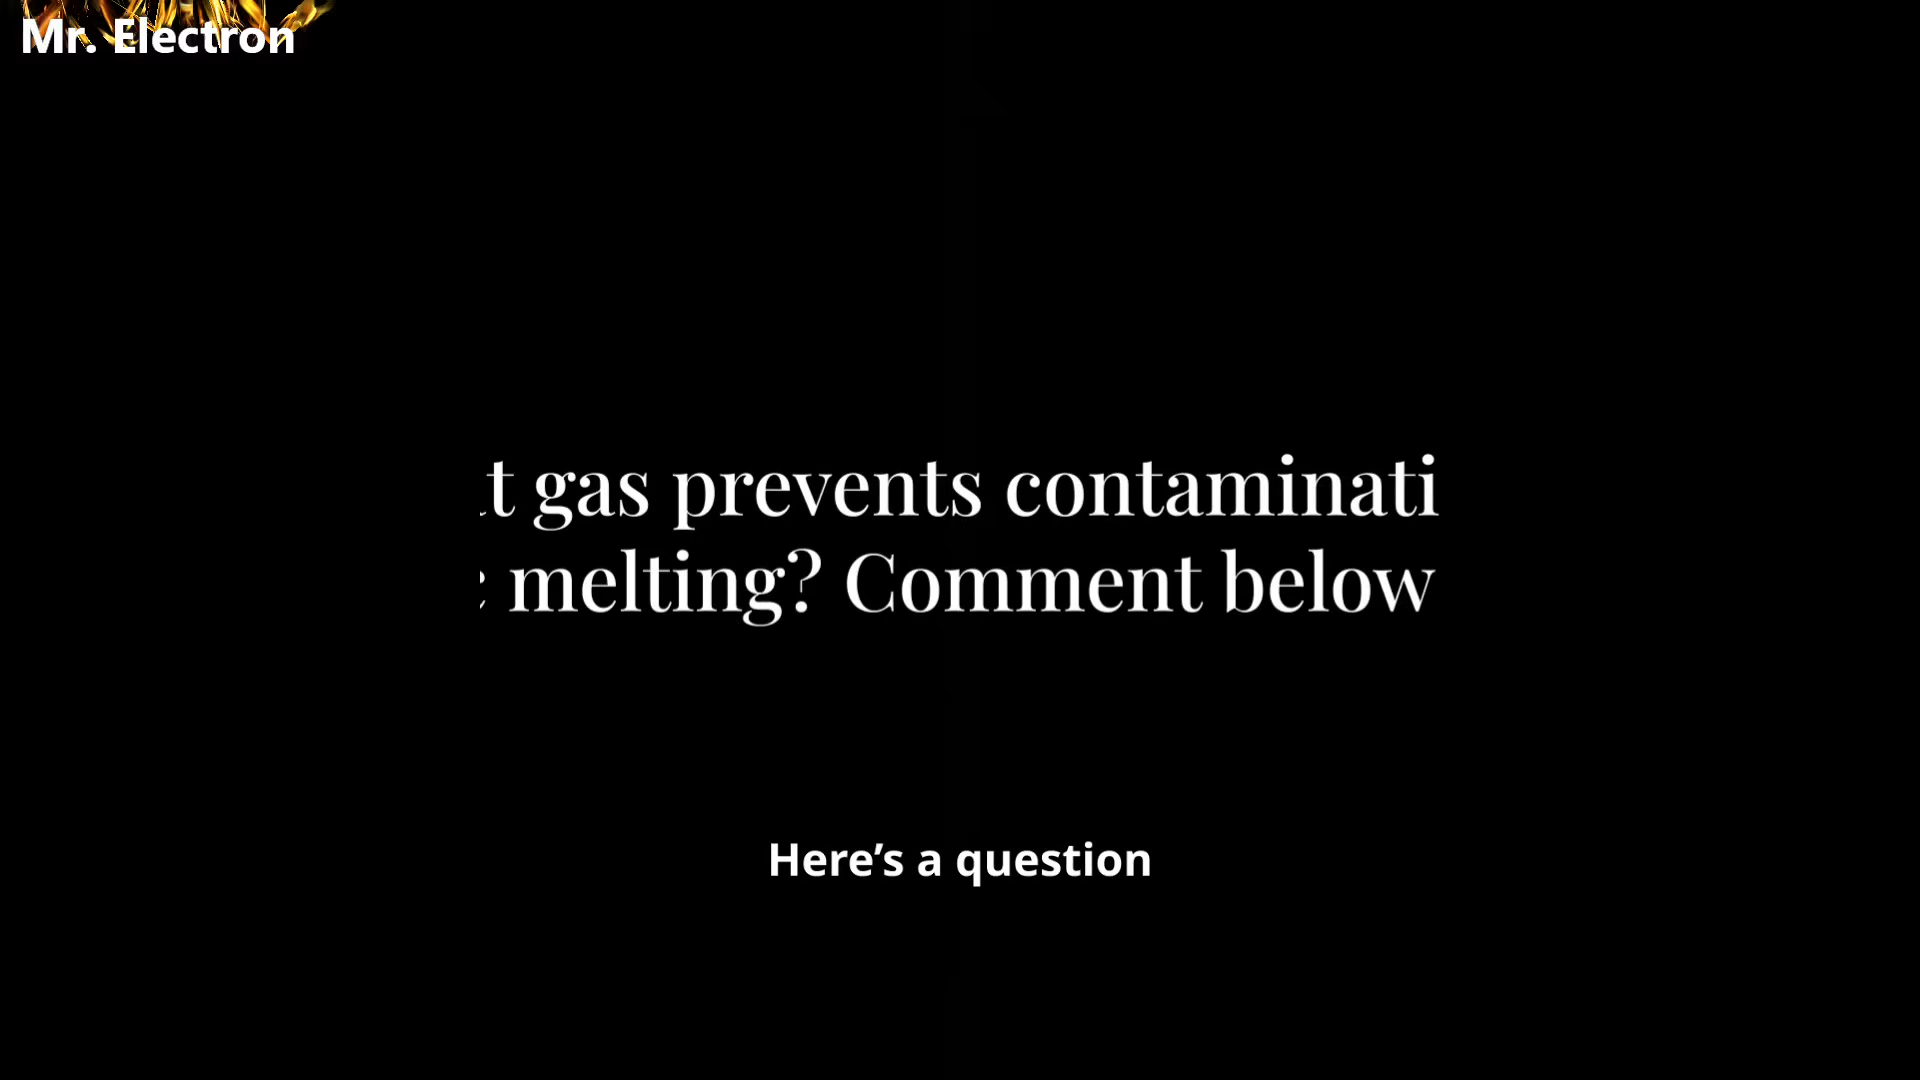 Mr. Electron
t gas prevents contaminati
melting? Comment below
Here’s a question